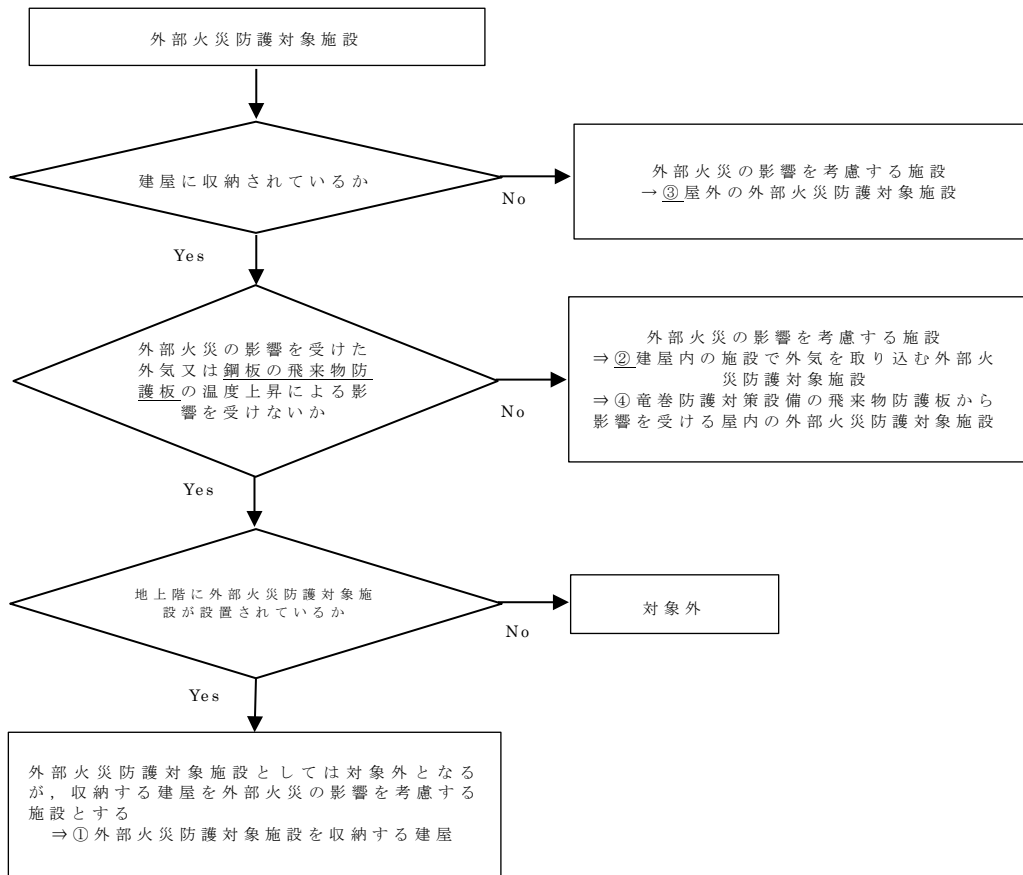 外部火災防護対象施設
建屋に収納されているか
No
外部火災の影響を考慮する施設
→③屋外の外部火災防護対象施設
Yes
外部火災の影響を受けた
外気又は鋼板の飛来物防
護板の温度上昇による影
響を受けないか
No
外部火災の影響を考慮する施設
⇒②建屋内の施設で外気を取り込む外部火
災防護対象施設
⇒④竜巻防護対策設備の飛来物防護板から
影響を受ける屋内の外部火災防護対象施設
Yes
地上階に外部火災防護対象施
設が設置されているか
No
対象外
Yes
外部火災防護対象施設としては対象外となる
が，収納する建屋を外部火災の影響を考慮する
施設とする
⇒①外部火災防護対象施設を収納する建屋